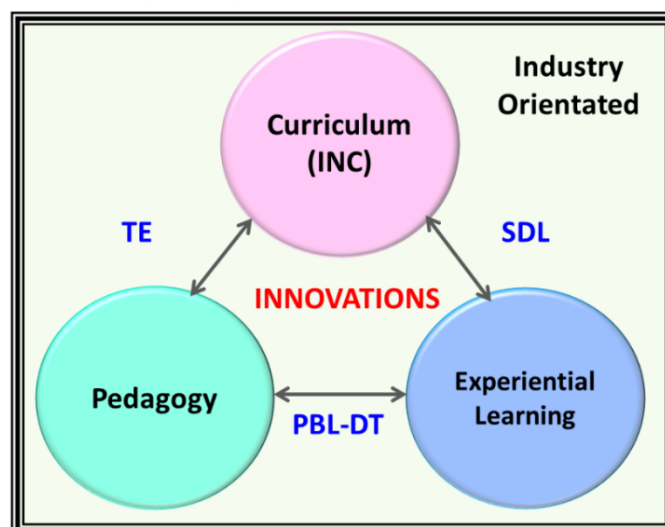 Industry
Orientated
Curriculum
(INC)
TE
SDL
INNOVATIONS
Pedagogy
Experiential
Learning
PBL-DT